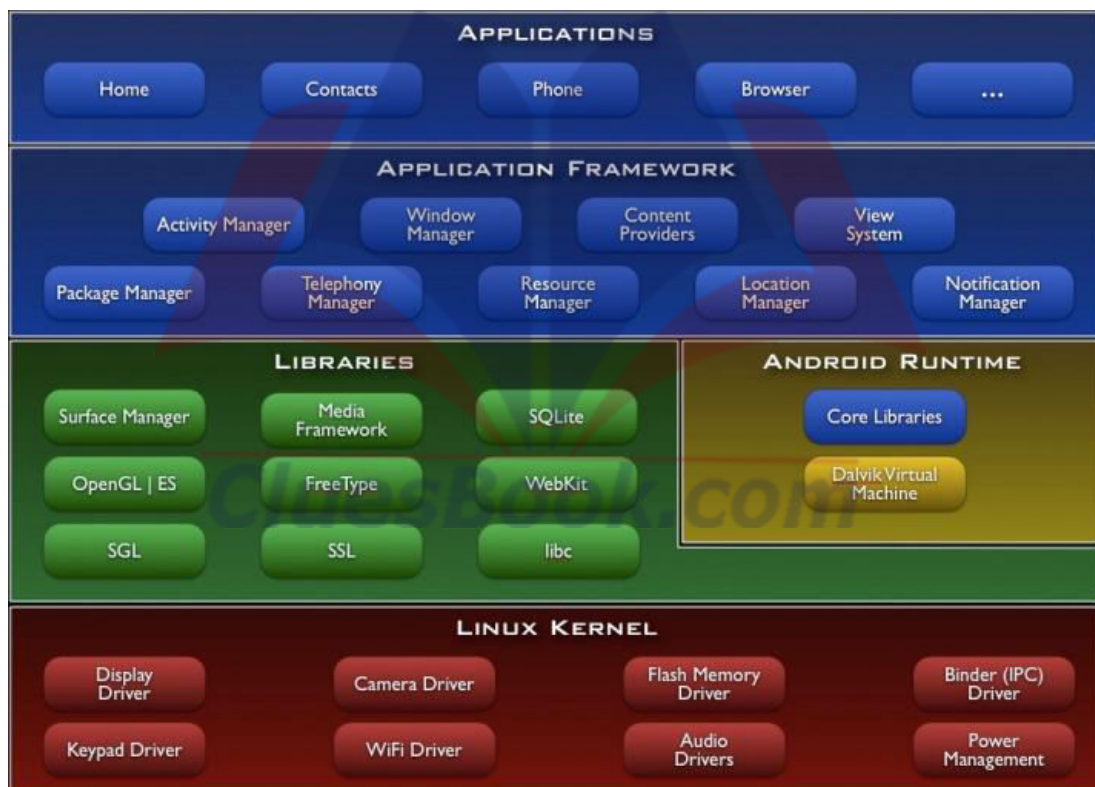 APPLICATIONS
Home
Contacts
Phone
Browser
...
APPLICATION FRAMEWORK
Activity Manager
Window
Manager
Content
Providers
View
System
Package Manager
Telephony
Manager
Resource
Manager
Location
Manager
Notification
Manager
LIBRARIES
Surface Manager
Media
Framework
SQLite
OpenGL | ES
FreeType
WebKit
SGL
SSL
libc
ANDROID RUNTIME
Core Libraries
Dalvik Virtual
Machine
CluesBook.com
LINUX KERNEL
Display
Driver
Camera Driver
Flash Memory
Driver
Binder (IPC)
Driver
Keypad Driver
WiFi Driver
Audio
Drivers
Power
Management